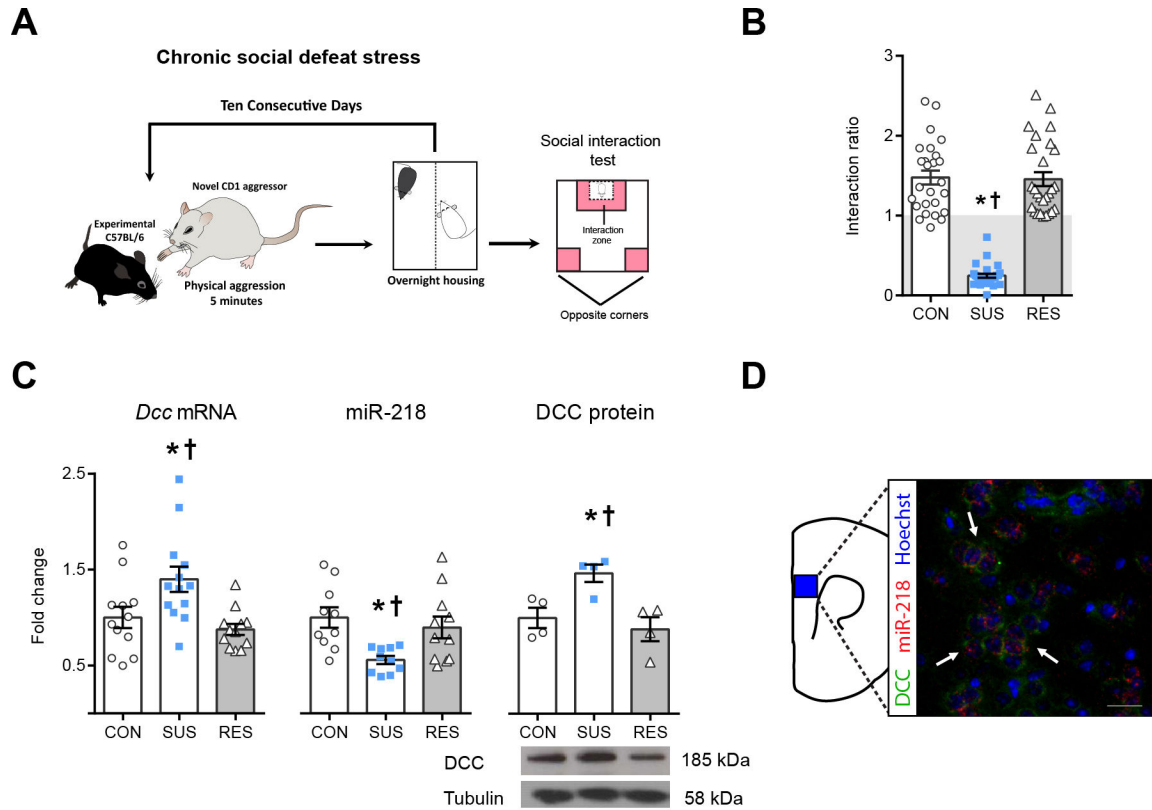 A
Chronic social defeat stress
Ten Consecutive Days
Novel CD1 aggressor
Experimental
C57BL/6
Physical aggression
5 minutes
Overnight housing
Social interaction
test
Interaction
zone
Opposite corners
B
Interaction ratio
3
2
1
0
*†
CON SUS RES
C
Dcc mRNA
miR-218
DCC protein
Fold change
2.5
1.5
0.5
*†
*†
*†
CON SUS RES
CON SUS RES
CON SUS RES
DCC 185 kDa
Tubulin 58 kDa
D
DCC miR-218 Hoechst